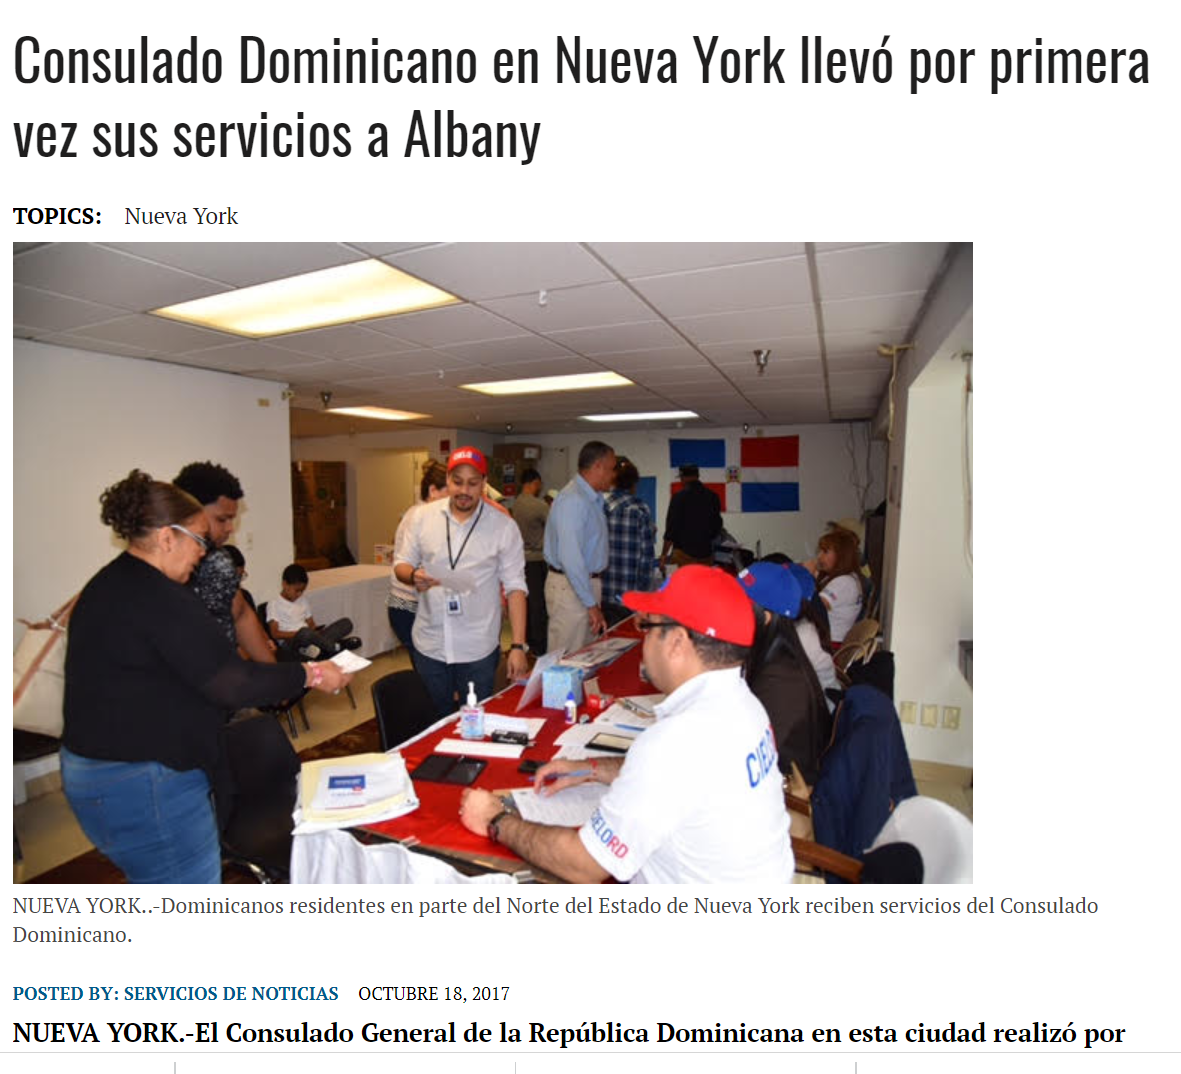 Consulado Dominicano en Nueva York llevó por primera
vez sus servicios a Albany
TOPICS: Nueva York
CIELO
CIELORD
NUEVA YORK..-Dominicanos residentes en parte del Norte del Estado de Nueva York reciben servicios del Consulado
Dominicano.
POSTED BY: SERVICIOS DE NOTICIAS OCTUBRE 18, 2017
NUEVA YORK.-El Consulado General de la República Dominicana en esta ciudad realizó por